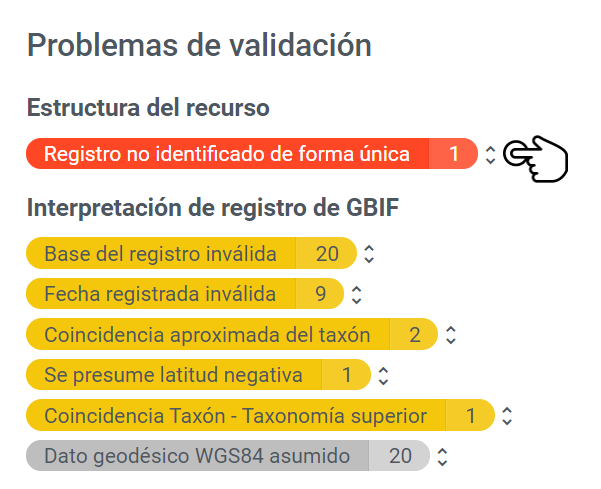 Problemas de validación
Estructura del recurso
Registro no identificado de forma única 1
Interpretación de registro de GBIF
Base del registro inválida 20
Fecha registrada inválida 9
Coincidencia aproximada del taxón 2
Se presume latitud negativa 1
Coincidencia Taxón - Taxonomía superior 1
Dato geodésico WGS84 asumido 20